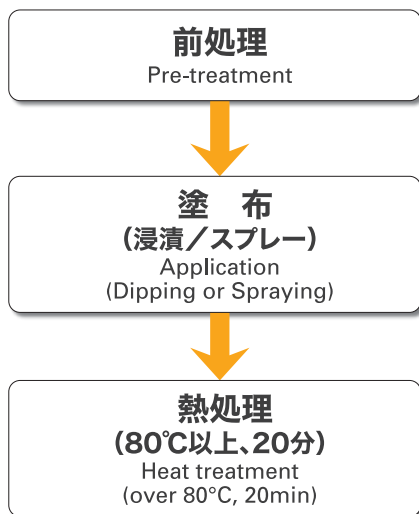 前処理
Pre-treatment
塗　布
（浸漬／スプレー）
Application
(Dipping or Spraying)
熱処理
（80℃以上、20分）
Heat treatment
(over 80°C, 20min)